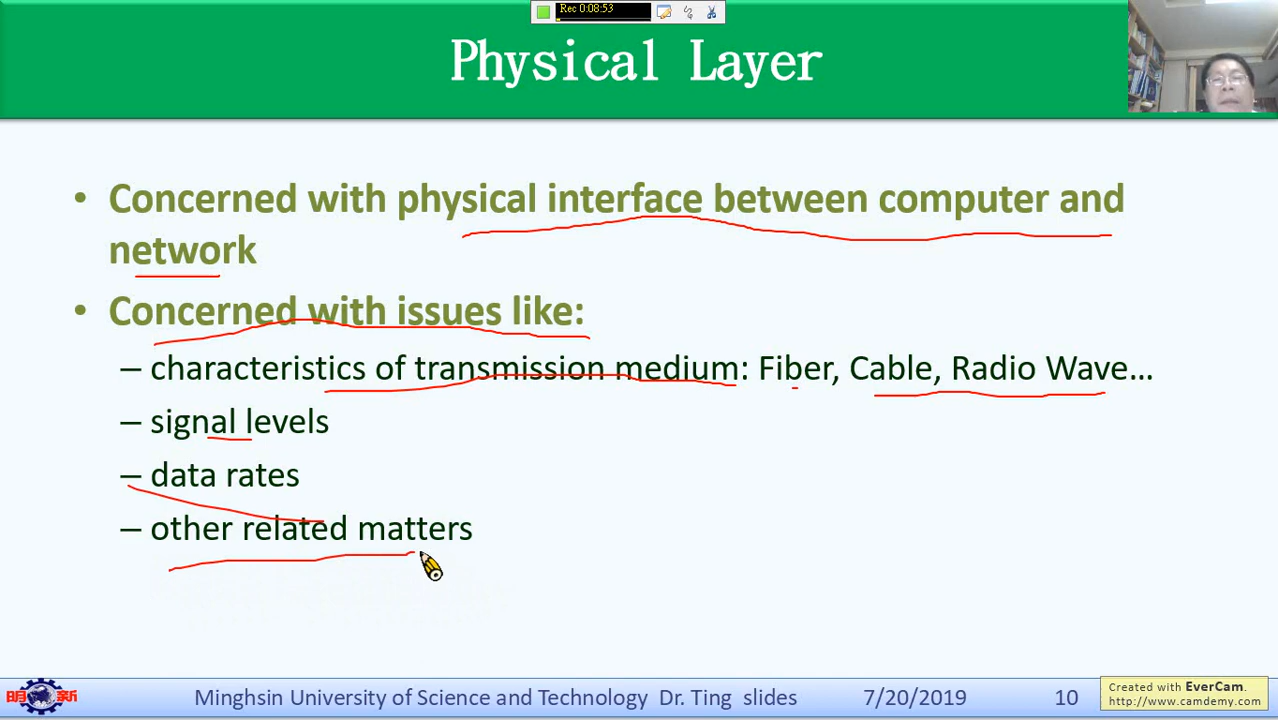 Rec 0:08:53
Physical Layer
• Concerned with physical interface between computer and
network
• Concerned with issues like:
– characteristics of transmission medium: Fiber, Cable, Radio Wave…
– signal levels
– data rates
– other related matters
明新
Minghsin University of Science and Technology Dr. Ting slides
7/20/2019
10
Created with EverCam.
http://www.camdemy.com